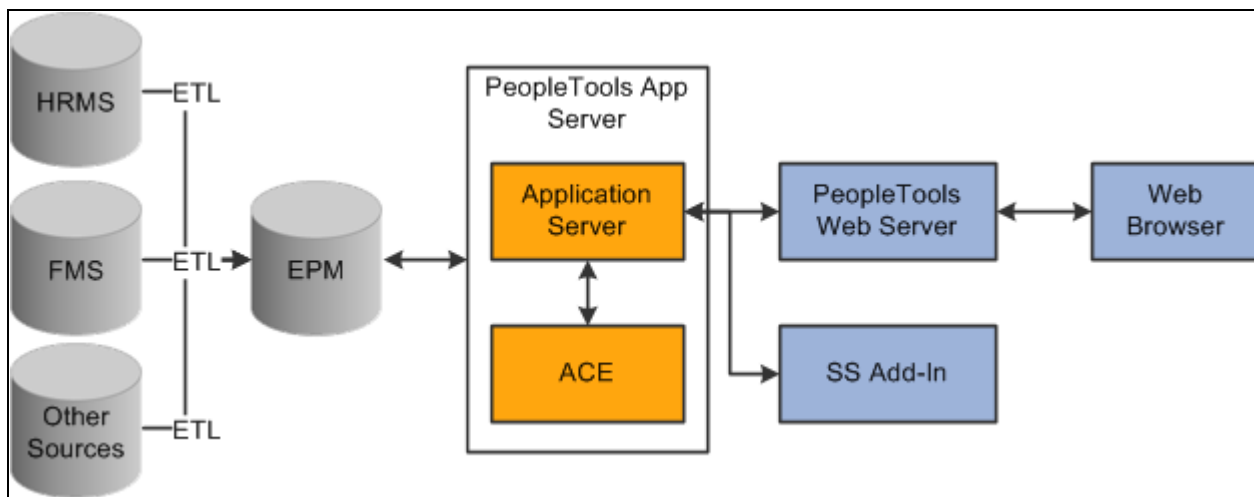 HRMS
ETL
FMS
ETL
Other
Sources
ETL
EPM
PeopleTools App
Server
Application
Server
ACE
PeopleTools
Web Server
SS Add-In
Web
Browser